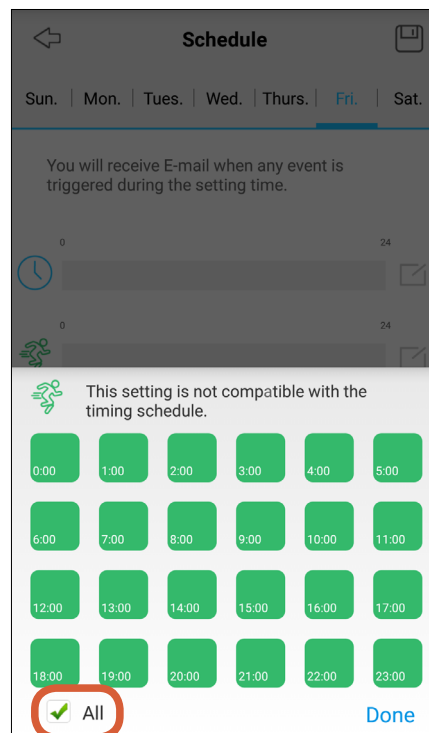 Schedule
Sun. Mon. Tues. Wed. Thurs. Fri. Sat.
You will receive E-mail when any event is
triggered during the setting time.
0 24
0 24
This setting is not compatible with the
timing schedule.
0:00 1:00 2:00 3:00 4:00 5:00
6:00 7:00 8:00 9:00 10:00 11:00
12:00 13:00 14:00 15:00 16:00 17:00
18:00 19:00 20:00 21:00 22:00 23:00
All Done